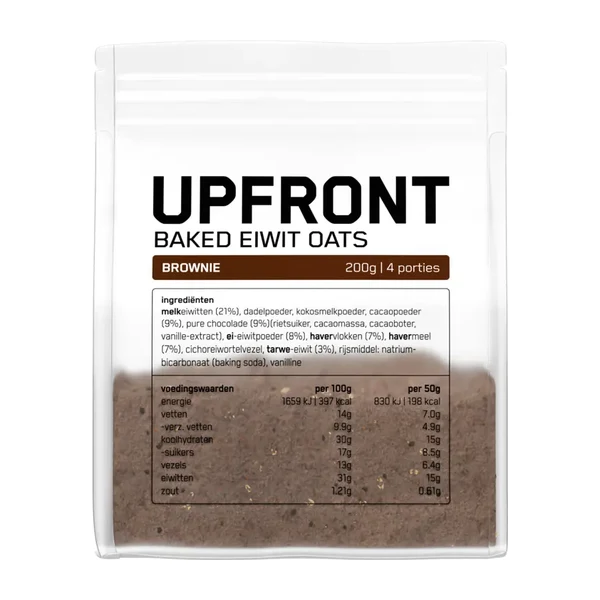 UPFRONT
BAKED EIWIT OATS
BROWNIE 200g | 4 porties
ingrediënten
melkeiwitten (21%), dadelpoeder, kokosmelkpoeder, cacaopoeder
(9%), pure chocolade (9%)(rietsuiker, cacaomassa, cacaoboter,
vanille-extract), ei-eiwitpoeder (8%), havervlokken (7%), havermeel
(7%), cichoreiwortelvezel, tarwe-eiwit (3%), rijsmiddel: natrium-
bicarbonaat (baking soda), vanilline
voedingswaarden per 100g per 50g
energie 1659 kJ | 397 kcal 830 kJ | 198 kcal
vetten 14g 7.0g
-verz. vetten 9.9g 4.9g
koolhydraten 30g 15g
-suikers 17g 8.5g
vezels 13g 6.4g
eiwitten 31g 15g
zout 1.21g 0.61g